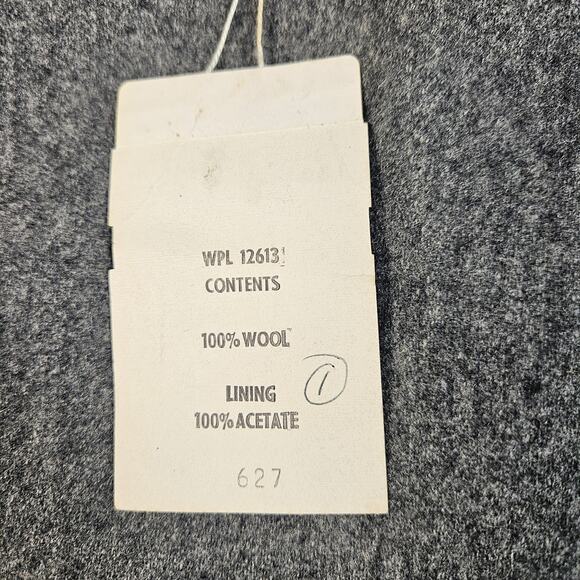 WPL 12613
CONTENTS
100% WOOL
LINING
1
100% ACETATE
627